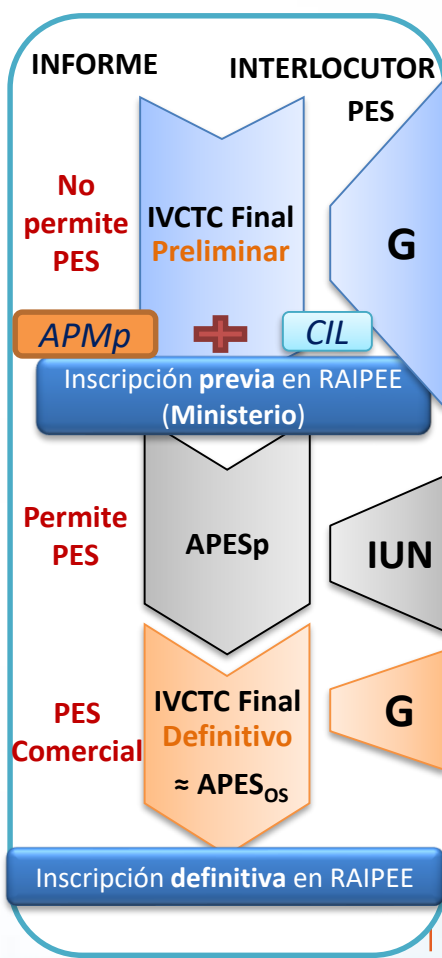 INFORME
INTERLOCUTOR
PES
No
permite
PES
IVCTC Final
Preliminar
G
APMp
CIL
Inscripción previa en RAIPEE
(Ministerio)
Permite
PES
APESp
IUN
PES
Comercial
IVCTC Final
Definitivo
≈ APESOS
G
Inscripción definitiva en RAIPEE